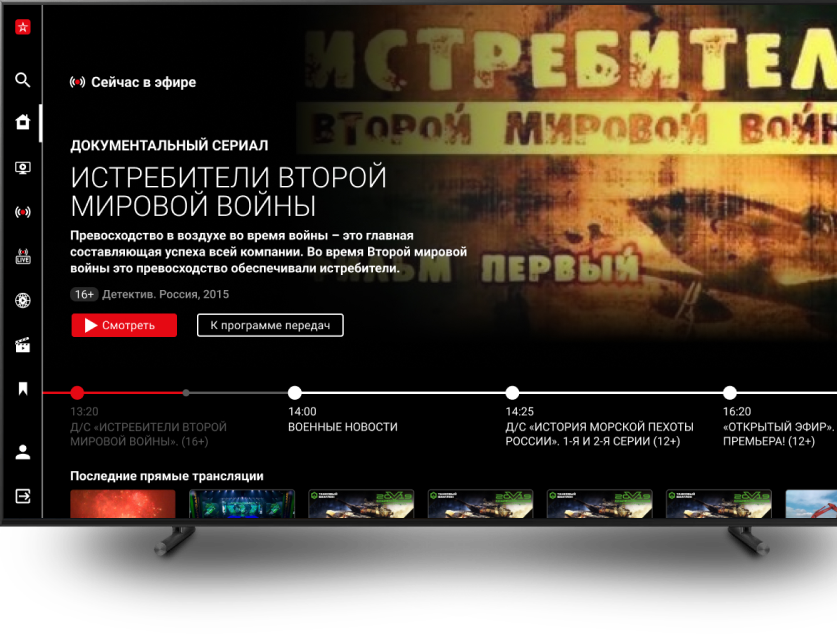 ИСТРЕБИТЕЛ
ВТОРОЙ МИРОВОЙ ВОЙН
Сейчас в эфире
ДОКУМЕНТАЛЬНЫЙ СЕРИАЛ
ИСТРЕБИТЕЛИ ВТОРОЙ
МИРОВОЙ ВОЙНЫ
Превосходство в воздухе во время войны – это главная
составляющая успеха всей компании. Во время Второй мировой
войны это превосходство обеспечивали истребители.
ФИЛЬМ ПЕРВЫЙ
16+ Детектив. Россия, 2015
Смотреть
К программе передач
LIVE
13:20
Д/С «ИСТРЕБИТЕЛИ ВТОРОЙ
МИРОВОЙ ВОЙНЫ». (16+)
14:00
ВОЕННЫЕ НОВОСТИ
14:25
Д/С «ИСТОРИЯ МОРСКОЙ ПЕХОТЫ
РОССИИ». 1-Я И 2-Я СЕРИИ (12+)
16:20
«ОТКРЫТЫЙ ЭФИР».
ПРЕМЬЕРА! (12+)
Последние прямые трансляции